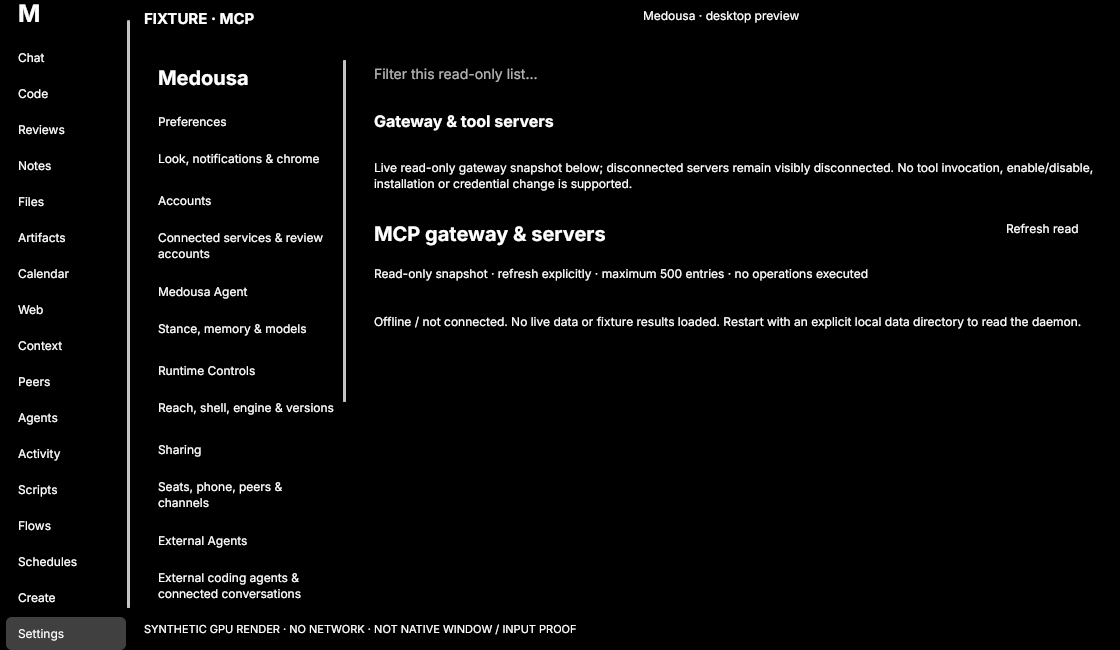 M
Chat
Code
Reviews
Notes
Files
Artifacts
Calendar
Web
Context
Peers
Agents
Activity
Scripts
Flows
Schedules
Create
Settings
FIXTURE · MCP
Medousa · desktop preview
Medousa
Preferences
Look, notifications & chrome
Accounts
Connected services & review
accounts
Medousa Agent
Stance, memory & models
Runtime Controls
Reach, shell, engine & versions
Sharing
Seats, phone, peers &
channels
External Agents
External coding agents &
connected conversations
Filter this read-only list...
Gateway & tool servers
Live read-only gateway snapshot below; disconnected servers remain visibly disconnected. No tool invocation, enable/disable,
installation or credential change is supported.
MCP gateway & servers
Refresh read
Read-only snapshot · refresh explicitly · maximum 500 entries · no operations executed
Offline / not connected. No live data or fixture results loaded. Restart with an explicit local data directory to read the daemon.
SYNTHETIC GPU RENDER · NO NETWORK · NOT NATIVE WINDOW / INPUT PROOF